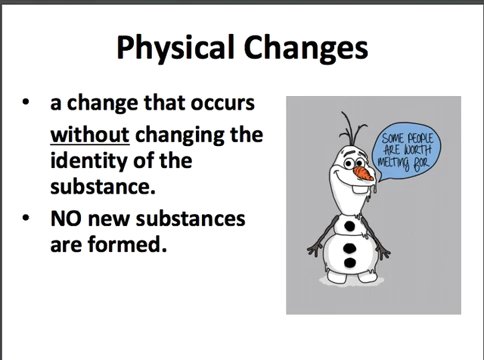 Physical Changes
• a change that occurs
without changing the
identity of the
substance.
• NO new substances
are formed.
SOME PEOPLE
ARE WORTH
MELTING FOR